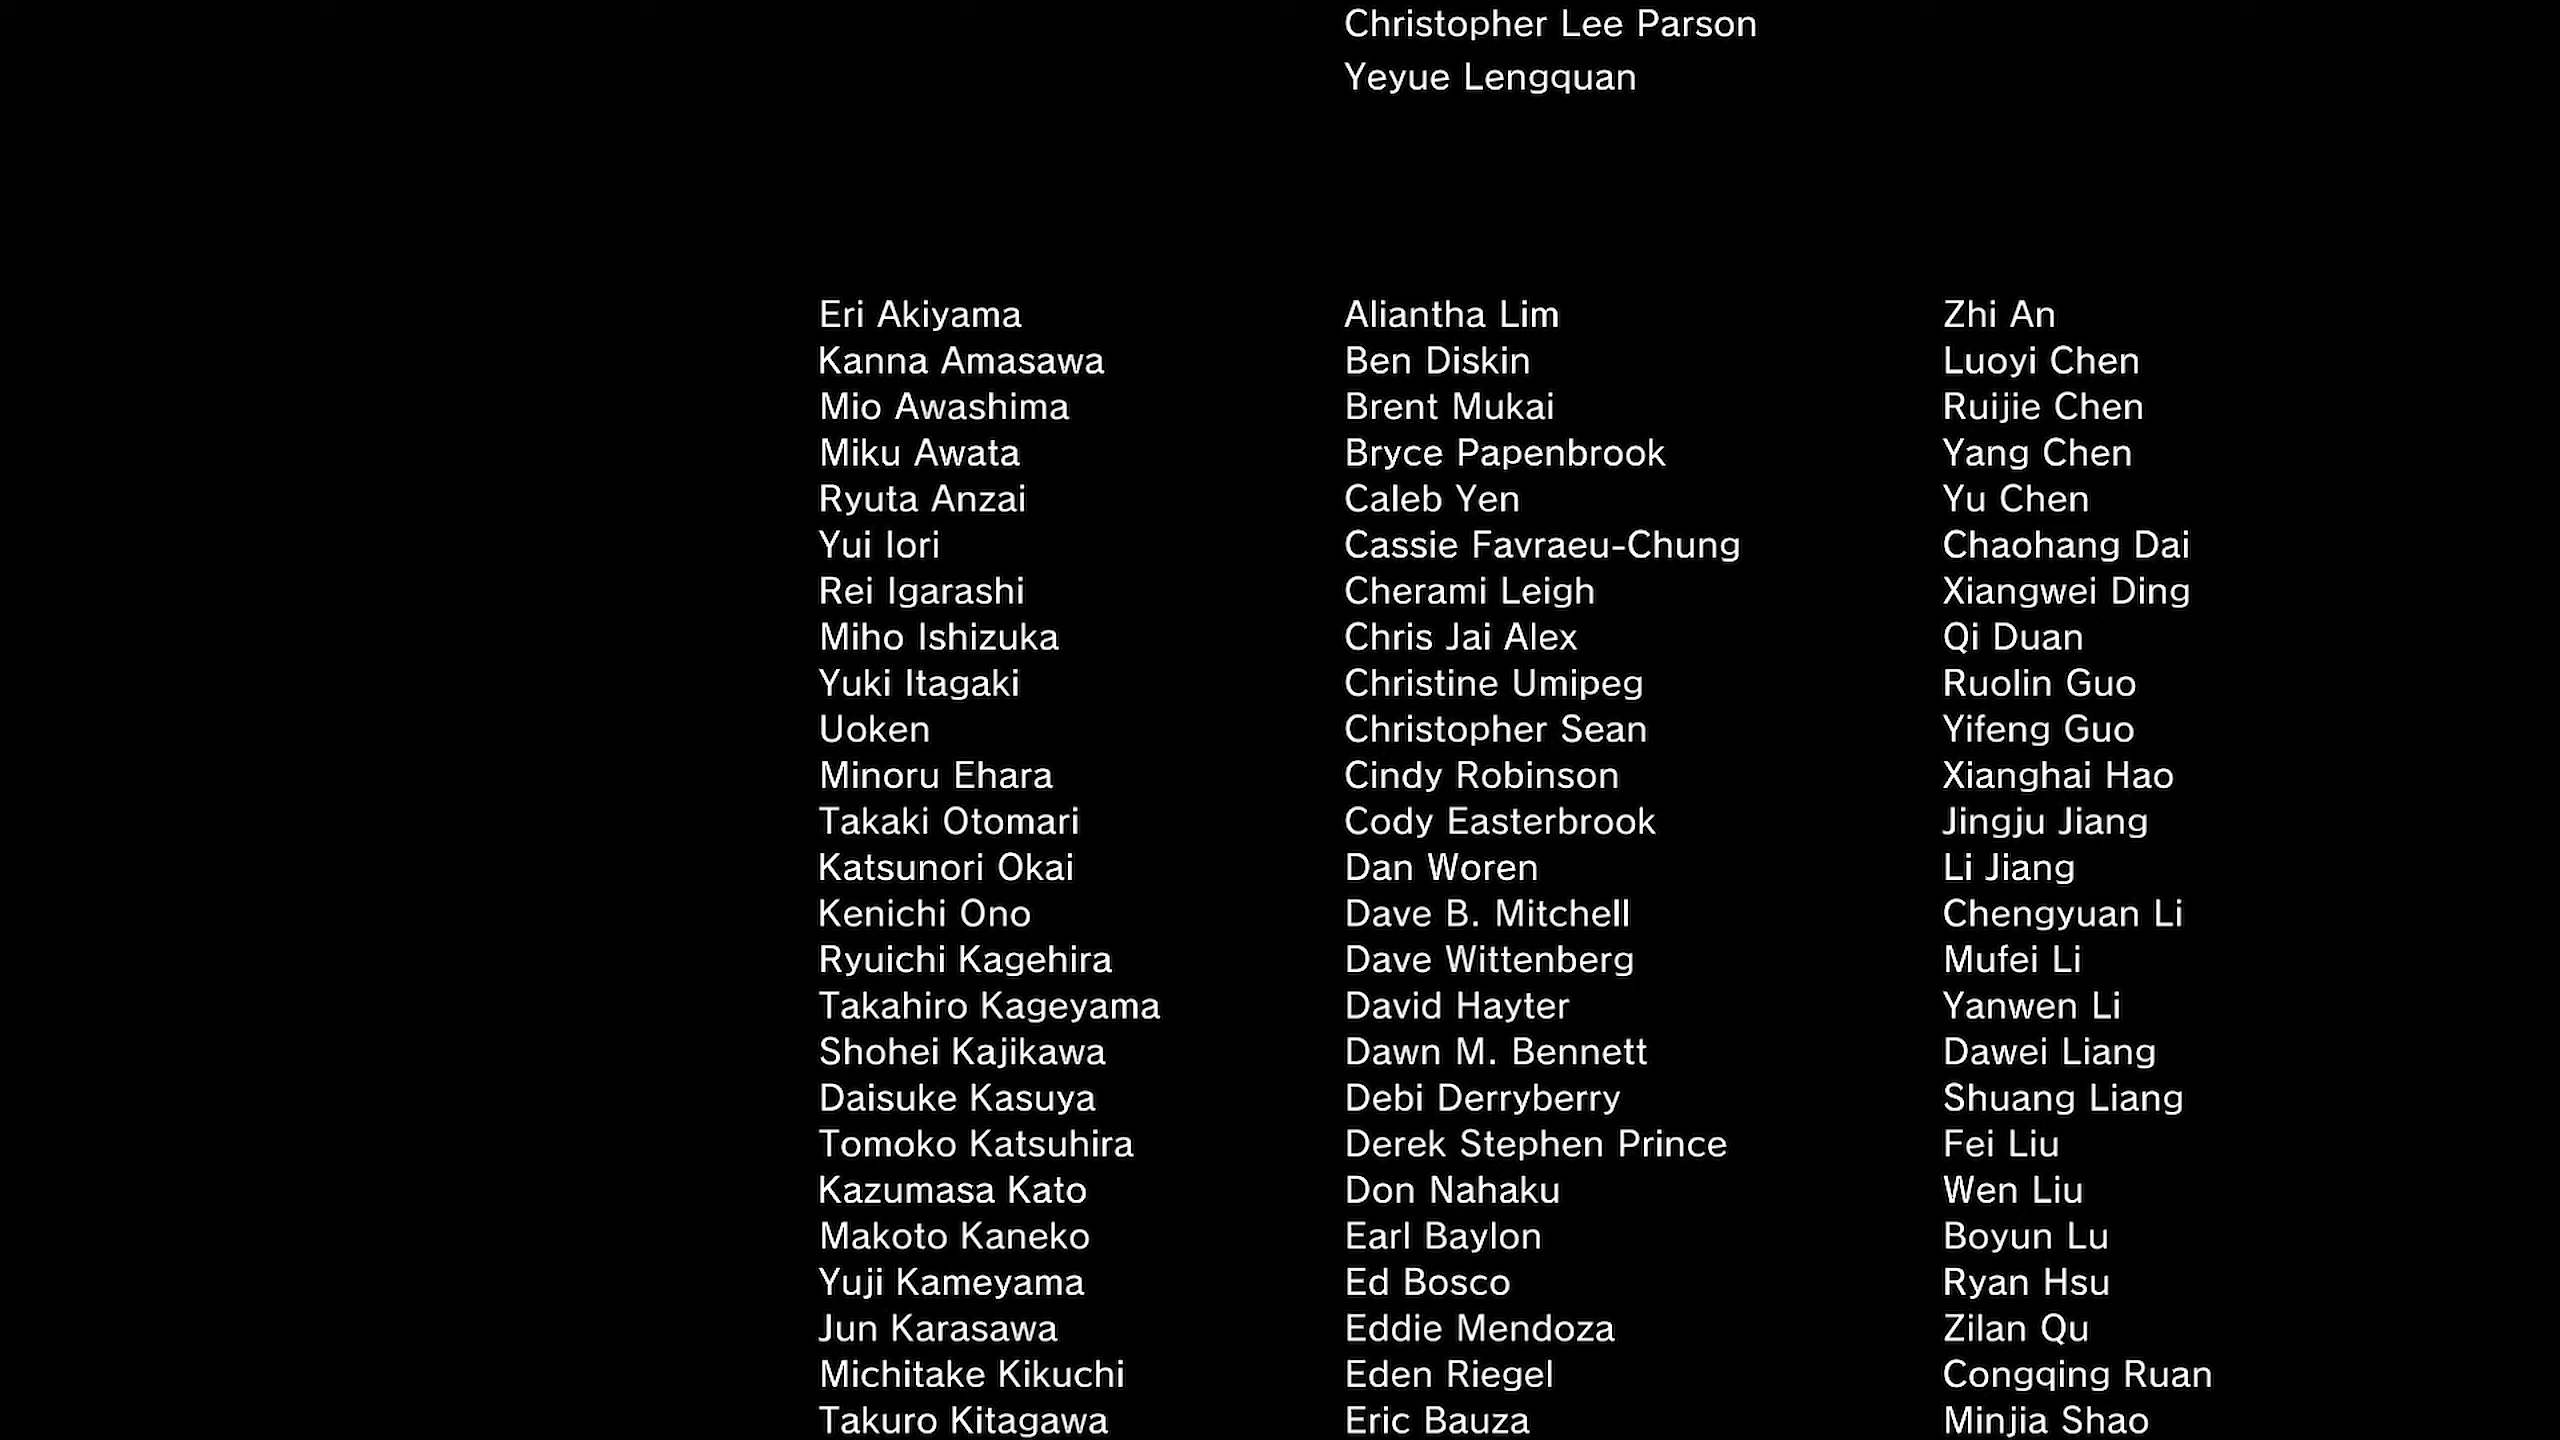 Christopher Lee Parson
Yeyue Lengquan
Eri Akiyama
Kanna Amasawa
Mio Awashima
Miku Awata
Ryuta Anzai
Yui Iori
Rei Igarashi
Miho Ishizuka
Yuki Itagaki
Uoken
Minoru Ehara
Takaki Otomari
Katsunori Okai
Kenichi Ono
Ryuichi Kagehira
Takahiro Kageyama
Shohei Kajikawa
Daisuke Kasuya
Tomoko Katsuhira
Kazumasa Kato
Makoto Kaneko
Yuji Kameyama
Jun Karasawa
Michitake Kikuchi
Takuro Kitagawa
Aliantha Lim
Ben Diskin
Brent Mukai
Bryce Papenbrook
Caleb Yen
Cassie Favraeu-Chung
Cherami Leigh
Chris Jai Alex
Christine Umipeg
Christopher Sean
Cindy Robinson
Cody Easterbrook
Dan Woren
Dave B. Mitchell
Dave Wittenberg
David Hayter
Dawn M. Bennett
Debi Derryberry
Derek Stephen Prince
Don Nahaku
Earl Baylon
Ed Bosco
Eddie Mendoza
Eden Riegel
Eric Bauza
Zhi An
Luoyi Chen
Ruijie Chen
Yang Chen
Yu Chen
Chaohang Dai
Xiangwei Ding
Qi Duan
Ruolin Guo
Yifeng Guo
Xianghai Hao
Jingju Jiang
Li Jiang
Chengyuan Li
Mufei Li
Yanwen Li
Dawei Liang
Shuang Liang
Fei Liu
Wen Liu
Boyun Lu
Ryan Hsu
Zilan Qu
Congqing Ruan
Minjia Shao